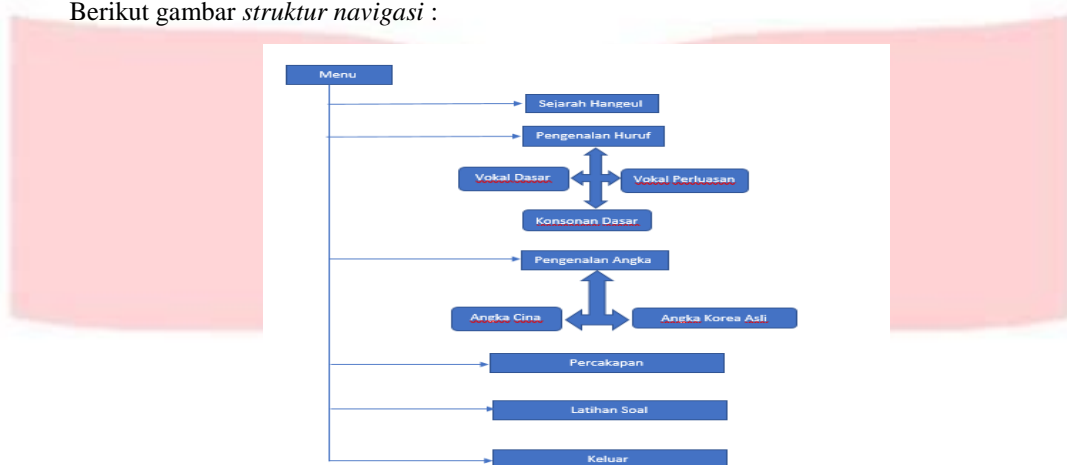 Berikut gambar struktur navigasi :
Menu
Sejarah Hangeul
Pengenalan Huruf
Vokal Dasar
Vokal Perluasan
Konsonan Dasar
Pengenalan Angka
Angka Cina
Angka Korea Asli
Percakapan
Latihan Soal
Keluar